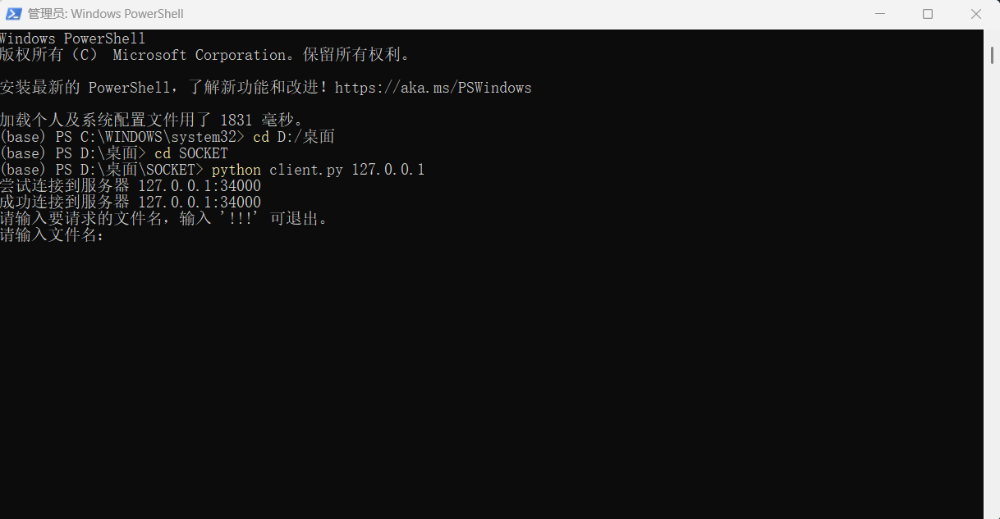 管理员: Windows PowerShell
Windows PowerShell
版权所有（C） Microsoft Corporation。保留所有权利。
安装最新的 PowerShell，了解新功能和改进！https://aka.ms/PSWindows
加载个人及系统配置文件用了 1831 毫秒。
(base) PS C:\WINDOWS\system32> cd D:/桌面
(base) PS D:\桌面> cd SOCKET
(base) PS D:\桌面\SOCKET> python client.py 127.0.0.1
尝试连接到服务器 127.0.0.1:34000
成功连接到服务器 127.0.0.1:34000
请输入要请求的文件名，输入 '!!!' 可退出。
请输入文件名：